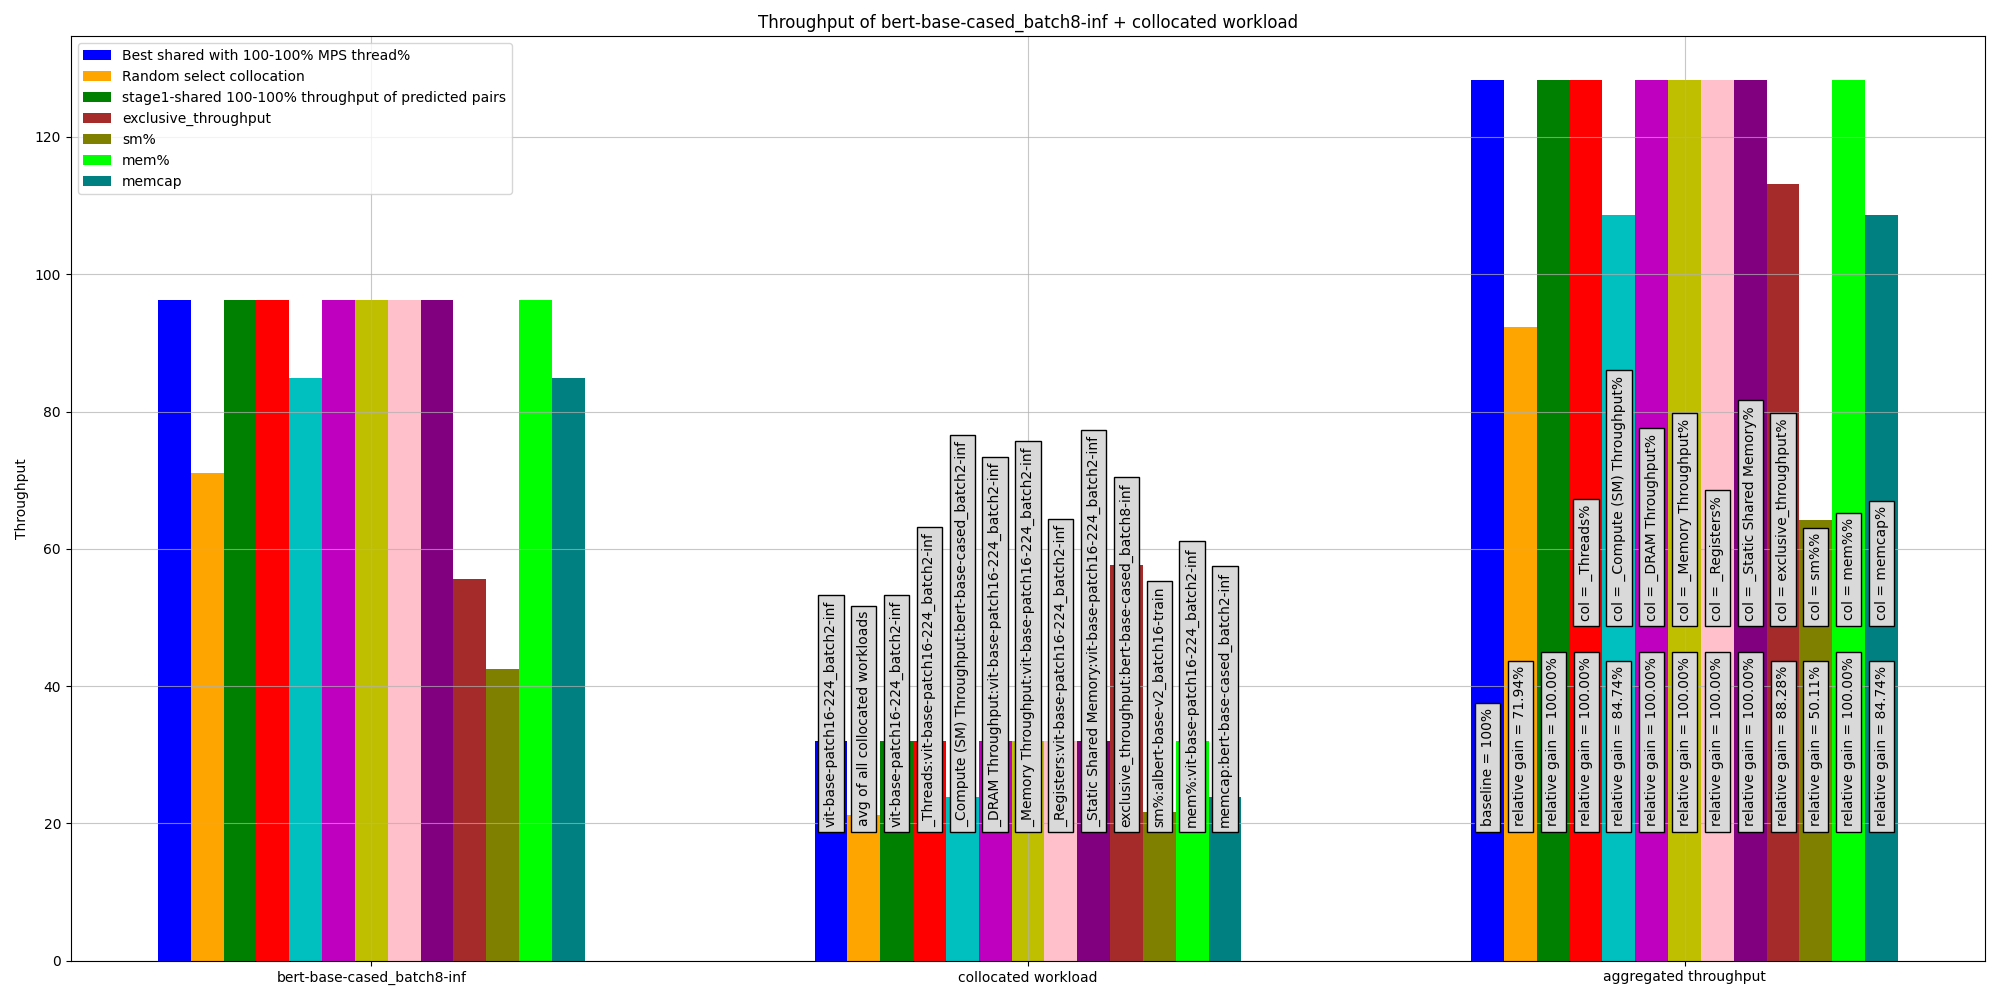 Throughput of bert-base-cased_batch8-inf + collocated workload
Best shared with 100-100% MPS thread%
Random select collocation
stage1-shared 100-100% throughput of predicted pairs
exclusive_throughput
sm%
mem%
memcap
Throughput
120
100
80
60
40
20
0
vit-base-patch16-224_batch2-inf
avg of all collocated workloads
vit-base-patch16-224_batch2-inf
_Threads:vit-base-patch16-224_batch2-inf
_Compute (SM) Throughput:bert-base-cased_batch2-inf
_DRAM Throughput:vit-base-patch16-224_batch2-inf
_Memory Throughput:vit-base-patch16-224_batch2-inf
_Registers:vit-base-patch16-224_batch2-inf
_Static Shared Memory:vit-base-patch16-224_batch2-inf
exclusive_throughput:bert-base-cased_batch8-inf
sm%:albert-base-v2_batch16-train
mem%:vit-base-patch16-224_batch2-inf
memcap:bert-base-cased_batch2-inf
col = _Threads%
col = _Compute (SM) Throughput%
col = _DRAM Throughput%
col = _Memory Throughput%
col = _Registers%
col = _Static Shared Memory%
col = exclusive_throughput%
col = sm%%
col = mem%%
col = memcap%
baseline = 100%
relative gain = 71.94%
relative gain = 100.00%
relative gain = 100.00%
relative gain = 84.74%
relative gain = 100.00%
relative gain = 100.00%
relative gain = 100.00%
relative gain = 100.00%
relative gain = 88.28%
relative gain = 50.11%
relative gain = 100.00%
relative gain = 84.74%
bert-base-cased_batch8-inf
collocated workload
aggregated throughput